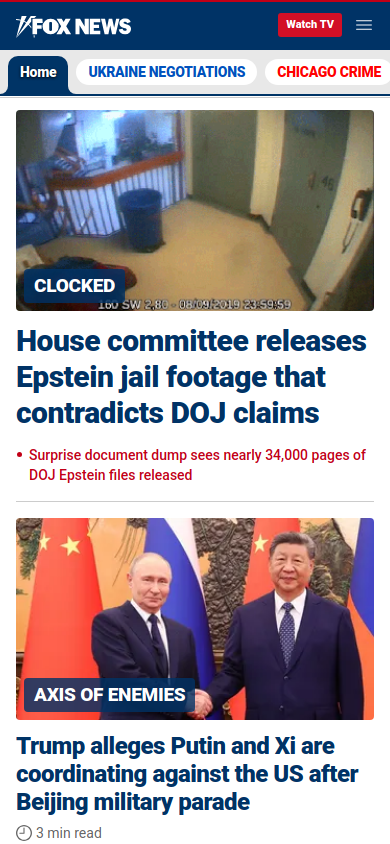 FOX NEWS
Watch TV
Home
UKRAINE NEGOTIATIONS
CHICAGO CRIME
46
CLOCKED
160 SW 2.80 - 08/09/2019 23:59:59
House committee releases
Epstein jail footage that
contradicts DOJ claims
• Surprise document dump sees nearly 34,000 pages of
DOJ Epstein files released
AXIS OF ENEMIES
Trump alleges Putin and Xi are
coordinating against the US after
Beijing military parade
3 min read